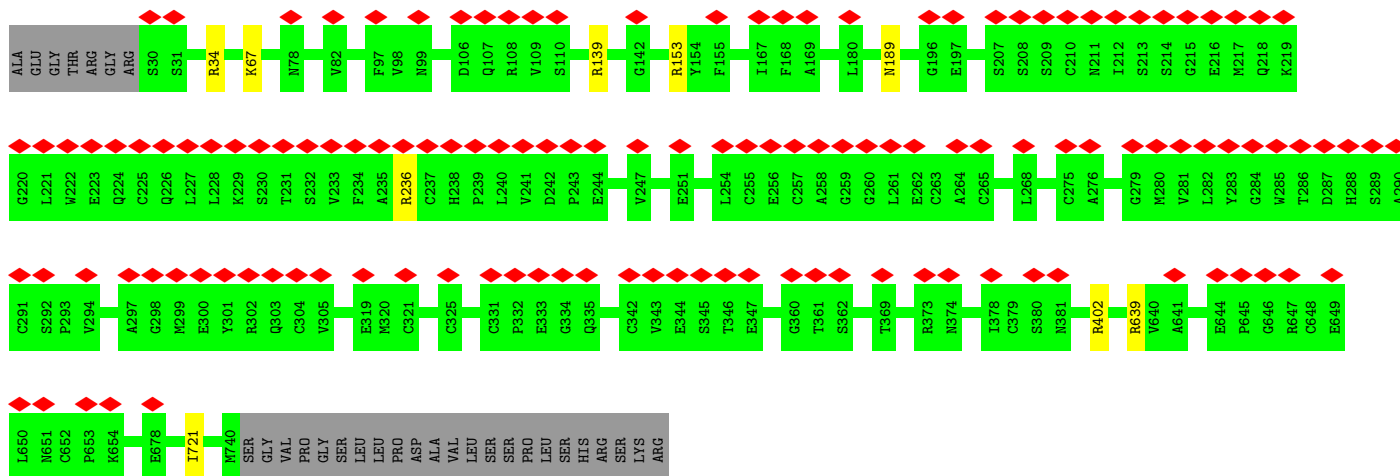 ALA GLU GLY THR ARG GLY ARG S30 S31 R34 K67 N78 V82 F97 V98 N99 D106 Q107 R108 V109 S110 R139 G142 R153 Y154 F155 I167 F168 A169 L180 N189 G196 E197 S207 S208 S209 C210 N211 I212 S213 S214 G215 E216 M217 Q218 K219
G220 L221 W222 E223 Q224 C225 Q226 L227 L228 K229 S230 T231 S232 V233 F234 A235 R236 C237 H238 P239 L240 V241 D242 P243 E244 V247 E251 L254 C255 E256 C257 A258 G259 G260 L261 E262 C263 A264 C265 L268 C275 A276 G279 M280 V281 L282 Y283 G284 W285 T286 D287 H288 S289 A290
C291 S292 P293 V294 A297 G298 M299 E300 Y301 R302 Q303 C304 V305 E319 M320 C321 C325 C331 P332 E333 G334 Q335 C342 V343 E344 S345 T346 E347 G360 T361 S362 T369 R373 N374 I378 C379 S380 N381 R402 R639 V640 A641 E644 P645 G646 R647 C648 E649
L650 N651 C652 P653 K654 E678 I721 M740 SER GLY VAL PRO GLY SER LEU LEU PRO ASP ALA VAL LEU SER SER PRO LEU SER HIS ARG SER LYS ARG